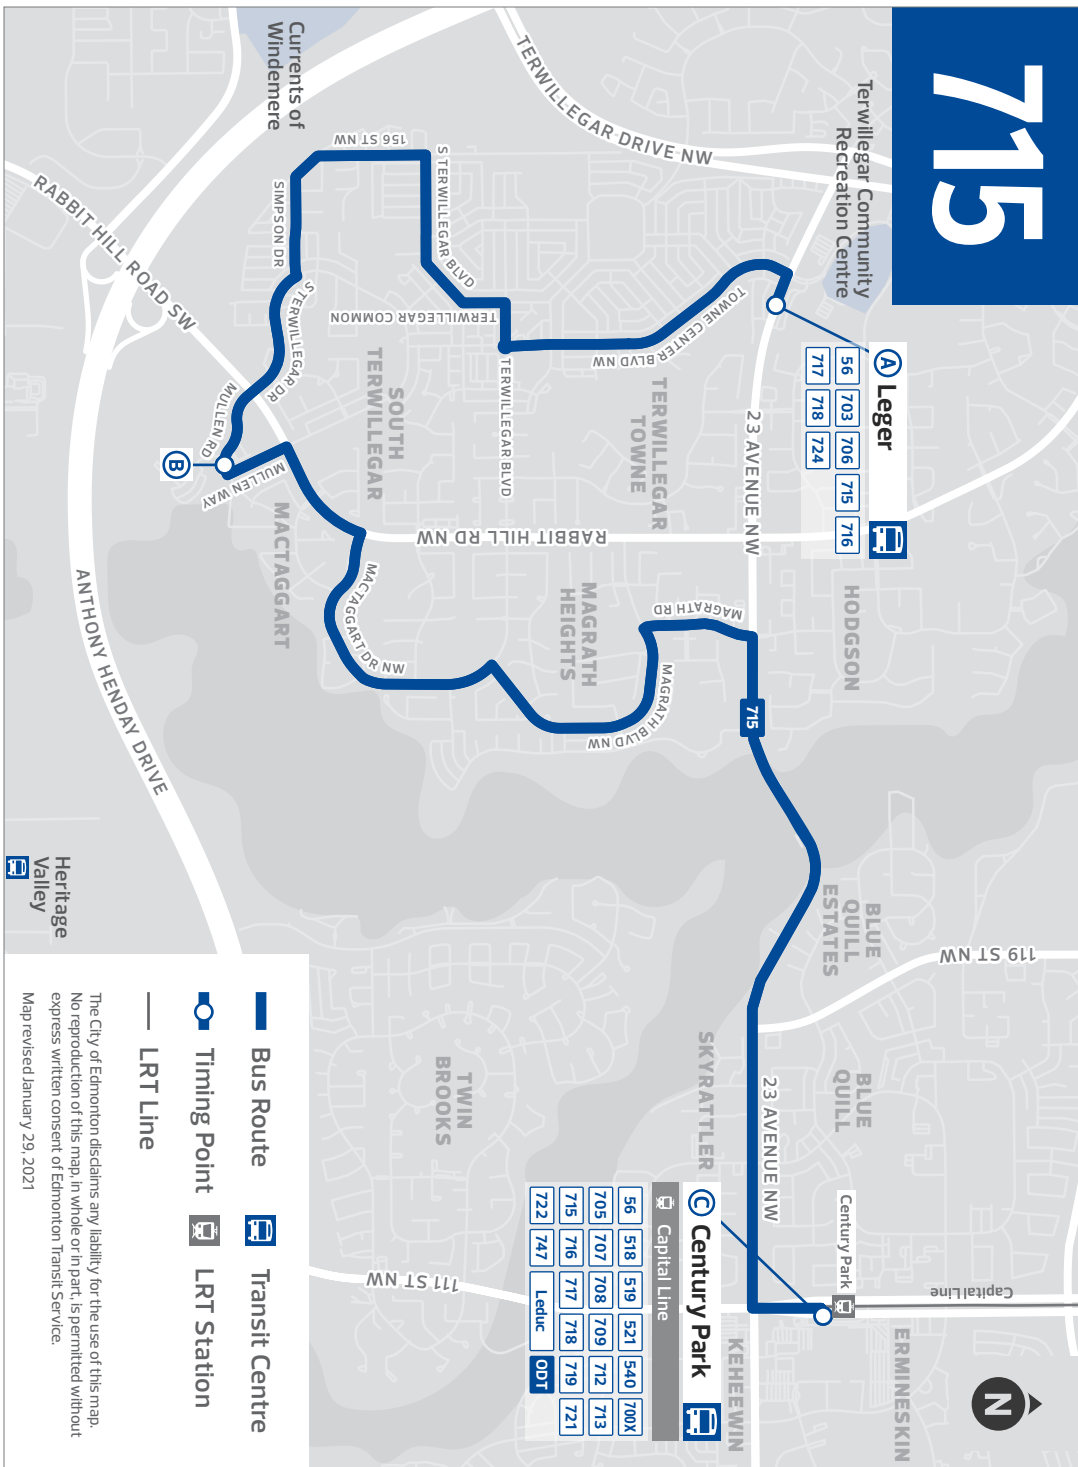 715
Currents of
Windemere
TERWILLEGAR DRIVE NW
Terwillegar Community
Recreation Centre
RABBIT HILL ROAD SW
156 ST NW
SIMPSON DR
S TERWILLEGAR BLVD
S TERWILLEGAR DR
TERWILLEGAR COMMON
TERWILLEGAR BLVD
TOWNE CENTER BLVD NW
MULLEN RD
MULLEN WAY
B
SOUTH
TERWILLEGAR
TERWILLEGAR
TOWNE
A Leger
56 703 706 715 716
717 718 724
23 AVENUE NW
RABBIT HILL RD NW
MACTAGGART
MACTAGGART DR NW
MAGRATH
HEIGHTS
MAGRATH RD
MAGRATH BLVD NW
HODGSON
715
ANTHONY HENDAY DRIVE
Heritage
Valley
BLUE
QUILL
ESTATES
119 ST NW
BLUE
QUILL
SKYRATTLER
23 AVENUE NW
TWIN
BROOKS
111 ST NW
Century Park
Capital Line
C Century Park
Capital Line
56 518 519 521 540 700X
705 707 708 709 712 713
715 716 717 718 719 721
722 747 Leduc ODT
KEHEEWIN
ERMINESKIN
N
Bus Route
Timing Point
LRT Line
Transit Centre
LRT Station
The City of Edmonton disclaims any liability for the use of this map.
No reproduction of this map, in whole or in part, is permitted without
express written consent of Edmonton Transit Service.
Map revised January 29, 2021